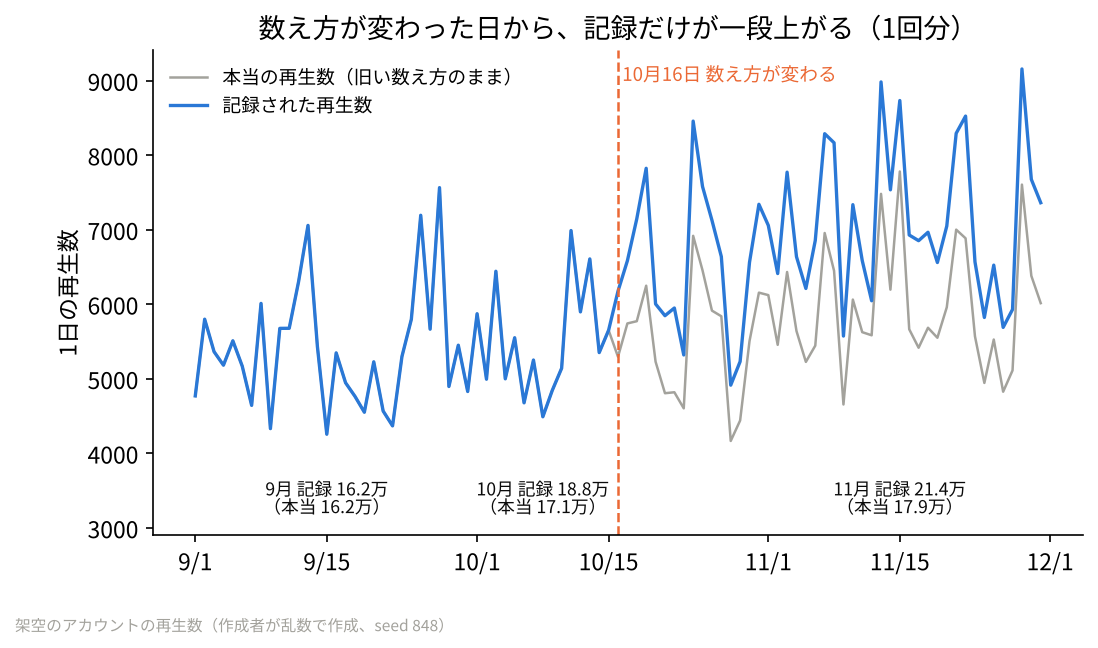 数え方が変わった日から、記録だけが一段上がる（1回分）
本当の再生数（旧い数え方のまま）
記録された再生数
10月16日 数え方が変わる
1日の再生数
9000
8000
7000
6000
5000
4000
3000
9月 記録 16.2万
（本当 16.2万）
10月 記録 18.8万
（本当 17.1万）
11月 記録 21.4万
（本当 17.9万）
9/1
9/15
10/1
10/15
11/1
11/15
12/1
架空のアカウントの再生数（作成者が乱数で作成、seed 848）